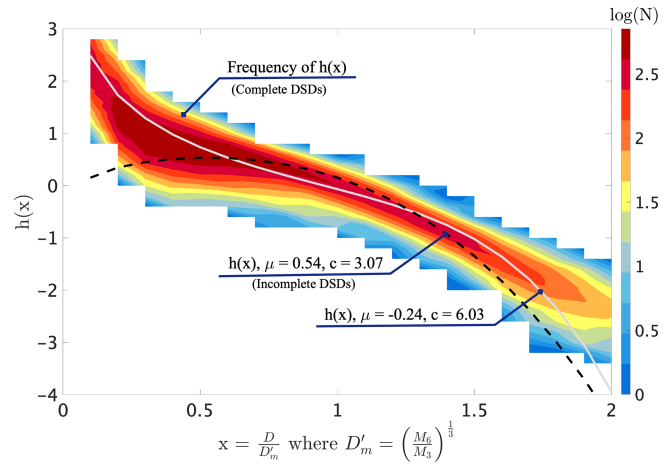 log(N)
3
2
1
0
-1
-2
-3
-4
h(x)
Frequency of h(x)
(Complete DSDs)
h(x), μ = 0.54, c = 3.07
(Incomplete DSDs)
h(x), μ = -0.24, c = 6.03
0
0.5
1
1.5
2
x = D/D′m where D′m = (M6/M3)^1/3
2.5
2
1.5
1
0.5
0